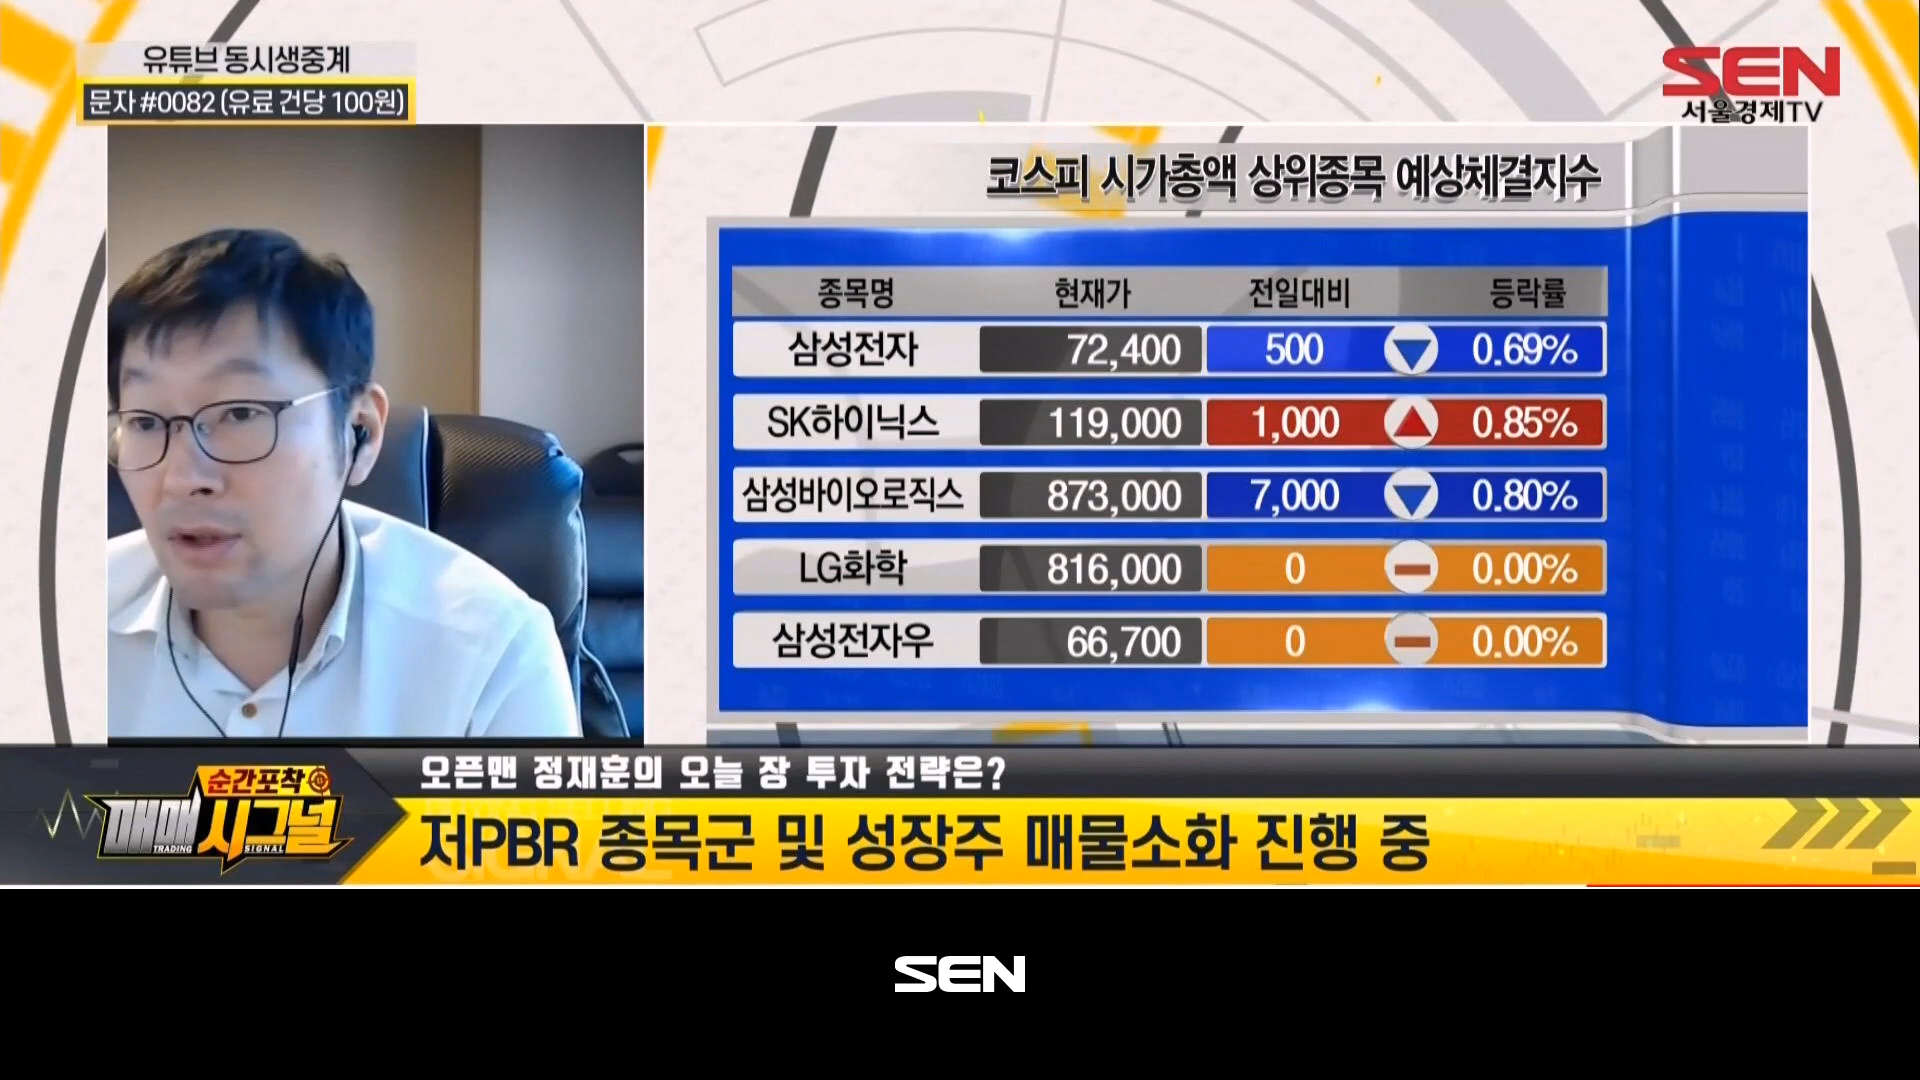 유튜브 동시생중계
문자 #0082 (유료 건당 100원)
SEN
서울경제TV
코스피 시가총액 상위종목 예상체결지수
종목명 현재가 전일대비 등락률
삼성전자 72,400 500 ▼ 0.69%
SK하이닉스 119,000 1,000 ▲ 0.85%
삼성바이오로직스 873,000 7,000 ▼ 0.80%
LG화학 816,000 0 - 0.00%
삼성전자우 66,700 0 - 0.00%
순간포착
매매 시그널
TRADING SIGNAL
오픈맨 정재훈의 오늘 장 투자 전략은?
저PBR 종목군 및 성장주 매물소화 진행 중
SEN